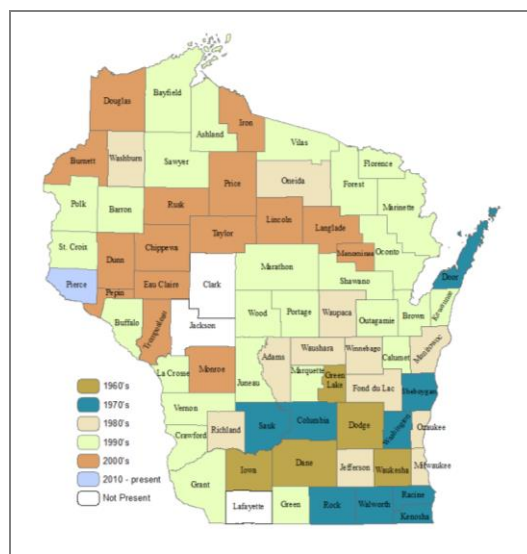 Douglas
Bayfield
Iron
Ashland
Vilas
Burnett
Washburn
Sawyer
Florence
Oneida
Forest
Price
Marinette
Polk
Barron
Rusk
Lincoln
Langlade
Taylor
Oconto
Chippewa
Menominee
St. Croix
Dunn
Door
Marathon
Clark
Shawano
Pierce
Eau Claire
Pepin
Kewaunee
Buffalo
Trempealeau
Wood
Portage
Waupaca
Outagamie
Brown
Jackson
Manitowoc
Waushara
Winnebago
Adams
Calumet
La Crosse
Monroe
Juneau
Marquette
Green
Lake
Fond du Lac
Sheboygan
Vernon
1960's
1970's
1980's
1990's
2000's
2010 - present
Not Present
Crawford
Richland
Sauk
Columbia
Dodge
Washington
Ozaukee
Iowa
Dane
Jefferson
Waukesha
Milwaukee
Grant
Lafayette
Green
Rock
Walworth
Racine
Kenosha